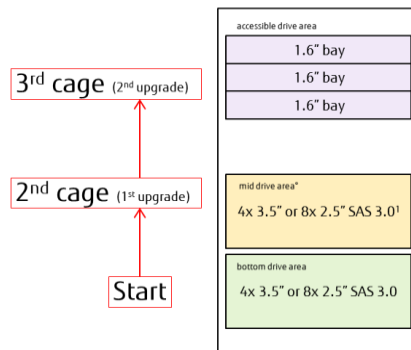 accessible drive area
1.6” bay
1.6” bay
1.6” bay
3rd cage (2nd upgrade)
2nd cage (1st upgrade)
mid drive area*
4x 3.5” or 8x 2.5” SAS 3.0¹
bottom drive area
4x 3.5” or 8x 2.5” SAS 3.0
Start